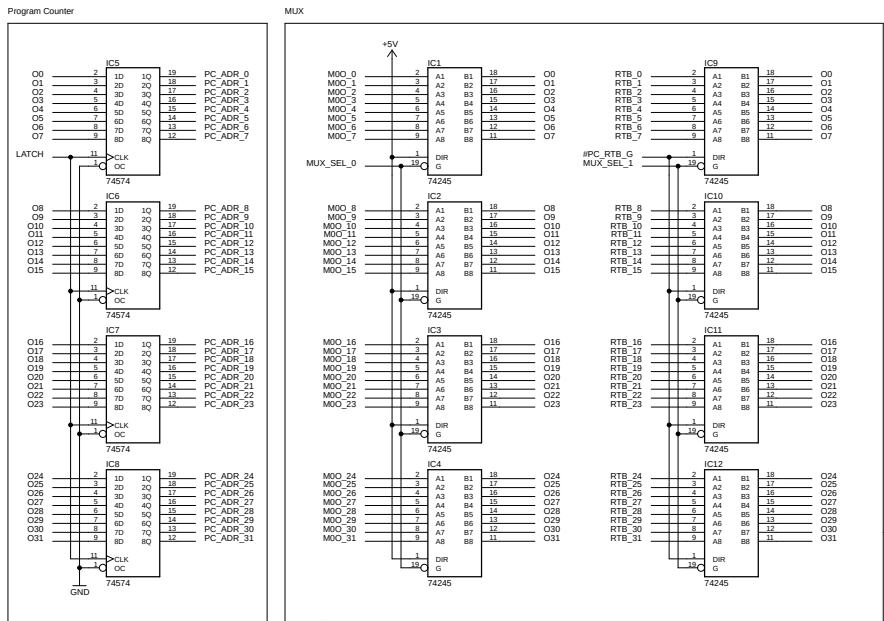 Program Counter
MUX
IC5
O0 2 1D 1Q 19 PC_ADR_0
O1 3 2D 2Q 18 PC_ADR_1
O2 4 3D 3Q 17 PC_ADR_2
O3 5 4D 4Q 16 PC_ADR_3
O4 6 5D 5Q 15 PC_ADR_4
O5 7 6D 6Q 14 PC_ADR_5
O6 8 7D 7Q 13 PC_ADR_6
O7 9 8D 8Q 12 PC_ADR_7
LATCH 11 CLK
1 OC
74574
IC6
O8 2 1D 1Q 19 PC_ADR_8
O9 3 2D 2Q 18 PC_ADR_9
O10 4 3D 3Q 17 PC_ADR_10
O11 5 4D 4Q 16 PC_ADR_11
O12 6 5D 5Q 15 PC_ADR_12
O13 7 6D 6Q 14 PC_ADR_13
O14 8 7D 7Q 13 PC_ADR_14
O15 9 8D 8Q 12 PC_ADR_15
11 CLK
1 OC
74574
IC7
O16 2 1D 1Q 19 PC_ADR_16
O17 3 2D 2Q 18 PC_ADR_17
O18 4 3D 3Q 17 PC_ADR_18
O19 5 4D 4Q 16 PC_ADR_19
O20 6 5D 5Q 15 PC_ADR_20
O21 7 6D 6Q 14 PC_ADR_21
O22 8 7D 7Q 13 PC_ADR_22
O23 9 8D 8Q 12 PC_ADR_23
11 CLK
1 OC
74574
IC8
O24 2 1D 1Q 19 PC_ADR_24
O25 3 2D 2Q 18 PC_ADR_25
O26 4 3D 3Q 17 PC_ADR_26
O27 5 4D 4Q 16 PC_ADR_27
O28 6 5D 5Q 15 PC_ADR_28
O29 7 6D 6Q 14 PC_ADR_29
O30 8 7D 7Q 13 PC_ADR_30
O31 9 8D 8Q 12 PC_ADR_31
11 CLK
1 OC
74574
GND
+5V
IC1
M0O_0 2 A1 B1 18 O0
M0O_1 3 A2 B2 17 O1
M0O_2 4 A3 B3 16 O2
M0O_3 5 A4 B4 15 O3
M0O_4 6 A5 B5 14 O4
M0O_5 7 A6 B6 13 O5
M0O_6 8 A7 B7 12 O6
M0O_7 9 A8 B8 11 O7
1 DIR
MUX_SEL_0 19 G
74245
IC2
M0O_8 2 A1 B1 18 O8
M0O_9 3 A2 B2 17 O9
M0O_10 4 A3 B3 16 O10
M0O_11 5 A4 B4 15 O11
M0O_12 6 A5 B5 14 O12
M0O_13 7 A6 B6 13 O13
M0O_14 8 A7 B7 12 O14
M0O_15 9 A8 B8 11 O15
1 DIR
19 G
74245
IC3
M0O_16 2 A1 B1 18 O16
M0O_17 3 A2 B2 17 O17
M0O_18 4 A3 B3 16 O18
M0O_19 5 A4 B4 15 O19
M0O_20 6 A5 B5 14 O20
M0O_21 7 A6 B6 13 O21
M0O_22 8 A7 B7 12 O22
M0O_23 9 A8 B8 11 O23
1 DIR
19 G
74245
IC4
M0O_24 2 A1 B1 18 O24
M0O_25 3 A2 B2 17 O25
M0O_26 4 A3 B3 16 O26
M0O_27 5 A4 B4 15 O27
M0O_28 6 A5 B5 14 O28
M0O_29 7 A6 B6 13 O29
M0O_30 8 A7 B7 12 O30
M0O_31 9 A8 B8 11 O31
1 DIR
19 G
74245
IC9
RTB_0 2 A1 B1 18 O0
RTB_1 3 A2 B2 17 O1
RTB_2 4 A3 B3 16 O2
RTB_3 5 A4 B4 15 O3
RTB_4 6 A5 B5 14 O4
RTB_5 7 A6 B6 13 O5
RTB_6 8 A7 B7 12 O6
RTB_7 9 A8 B8 11 O7
#PC_RTB_G 1 DIR
MUX_SEL_1 19 G
74245
IC10
RTB_8 2 A1 B1 18 O8
RTB_9 3 A2 B2 17 O9
RTB_10 4 A3 B3 16 O10
RTB_11 5 A4 B4 15 O11
RTB_12 6 A5 B5 14 O12
RTB_13 7 A6 B6 13 O13
RTB_14 8 A7 B7 12 O14
RTB_15 9 A8 B8 11 O15
1 DIR
19 G
74245
IC11
RTB_16 2 A1 B1 18 O16
RTB_17 3 A2 B2 17 O17
RTB_18 4 A3 B3 16 O18
RTB_19 5 A4 B4 15 O19
RTB_20 6 A5 B5 14 O20
RTB_21 7 A6 B6 13 O21
RTB_22 8 A7 B7 12 O22
RTB_23 9 A8 B8 11 O23
1 DIR
19 G
74245
IC12
RTB_24 2 A1 B1 18 O24
RTB_25 3 A2 B2 17 O25
RTB_26 4 A3 B3 16 O26
RTB_27 5 A4 B4 15 O27
RTB_28 6 A5 B5 14 O28
RTB_29 7 A6 B6 13 O29
RTB_30 8 A7 B7 12 O30
RTB_31 9 A8 B8 11 O31
1 DIR
19 G
74245